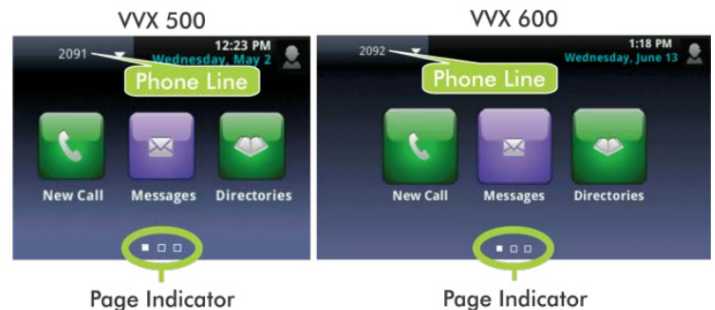 VVX 500
2091
12:23 PM
Wednesday, May 2
Phone Line
New Call
Messages
Directories
Page Indicator
VVX 600
2092
1:18 PM
Wednesday, June 13
Phone Line
New Call
Messages
Directories
Page Indicator